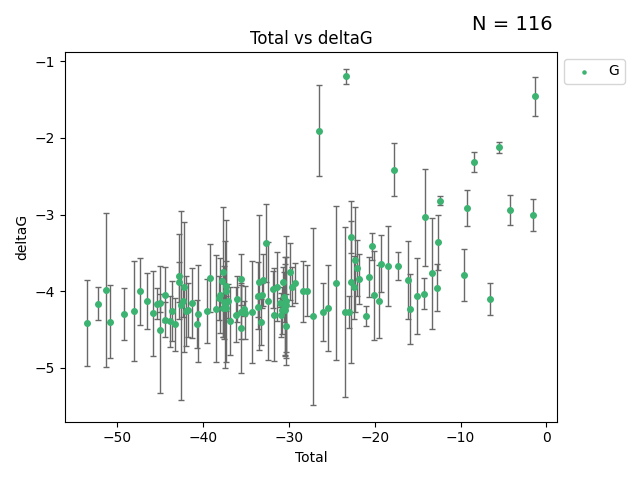 N = 116
Total vs deltaG
G
deltaG
−1
−2
−3
−4
−5
−50
−40
−30
−20
−10
0
Total